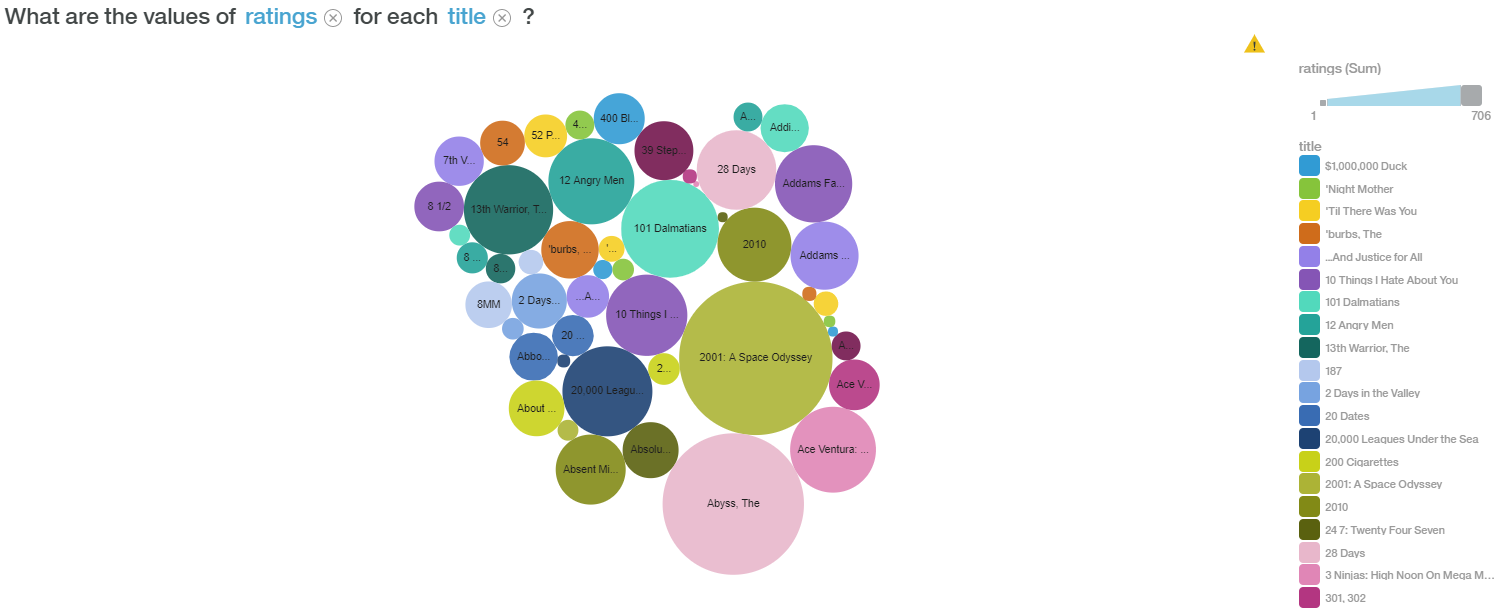 What are the values of ratings for each title ?
ratings (Sum)
1 706
title
$1,000,000 Duck
'Night Mother
'Til There Was You
'burbs, The
...And Justice for All
10 Things I Hate About You
101 Dalmatians
12 Angry Men
13th Warrior, The
187
2 Days in the Valley
20 Dates
20,000 Leagues Under the Sea
200 Cigarettes
2001: A Space Odyssey
2010
24 7: Twenty Four Seven
28 Days
3 Ninjas: High Noon On Mega M...
301, 302
400 Bl...
A...
4...
Addi...
52 P...
54
39 Step...
7th V...
28 Days
12 Angry Men
Addams Fa...
8 1/2
13th Warrior, T...
101 Dalmatians
2010
'burbs, ...
'...
Addams ...
8 ...
8...
...A...
2 Days...
8MM
10 Things I ...
20 ...
A...
Abbo...
2001: A Space Odyssey
2...
Ace V...
20,000 Leagu...
About ...
Absolu...
Ace Ventura: ...
Absent Mi...
Abyss, The